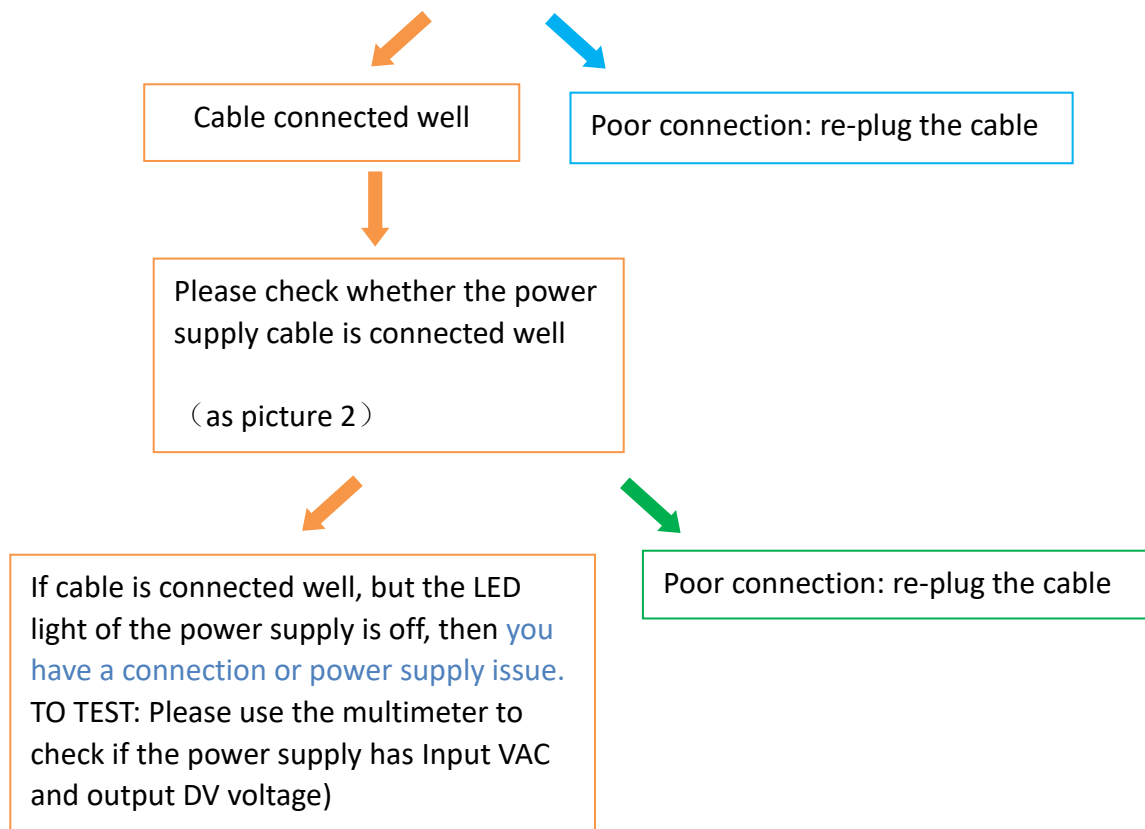 Cable connected well
Poor connection: re-plug the cable
Please check whether the power
supply cable is connected well
（as picture 2）
If cable is connected well, but the LED
light of the power supply is off, then you
have a connection or power supply issue.
TO TEST: Please use the multimeter to
check if the power supply has Input VAC
and output DV voltage)
Poor connection: re-plug the cable